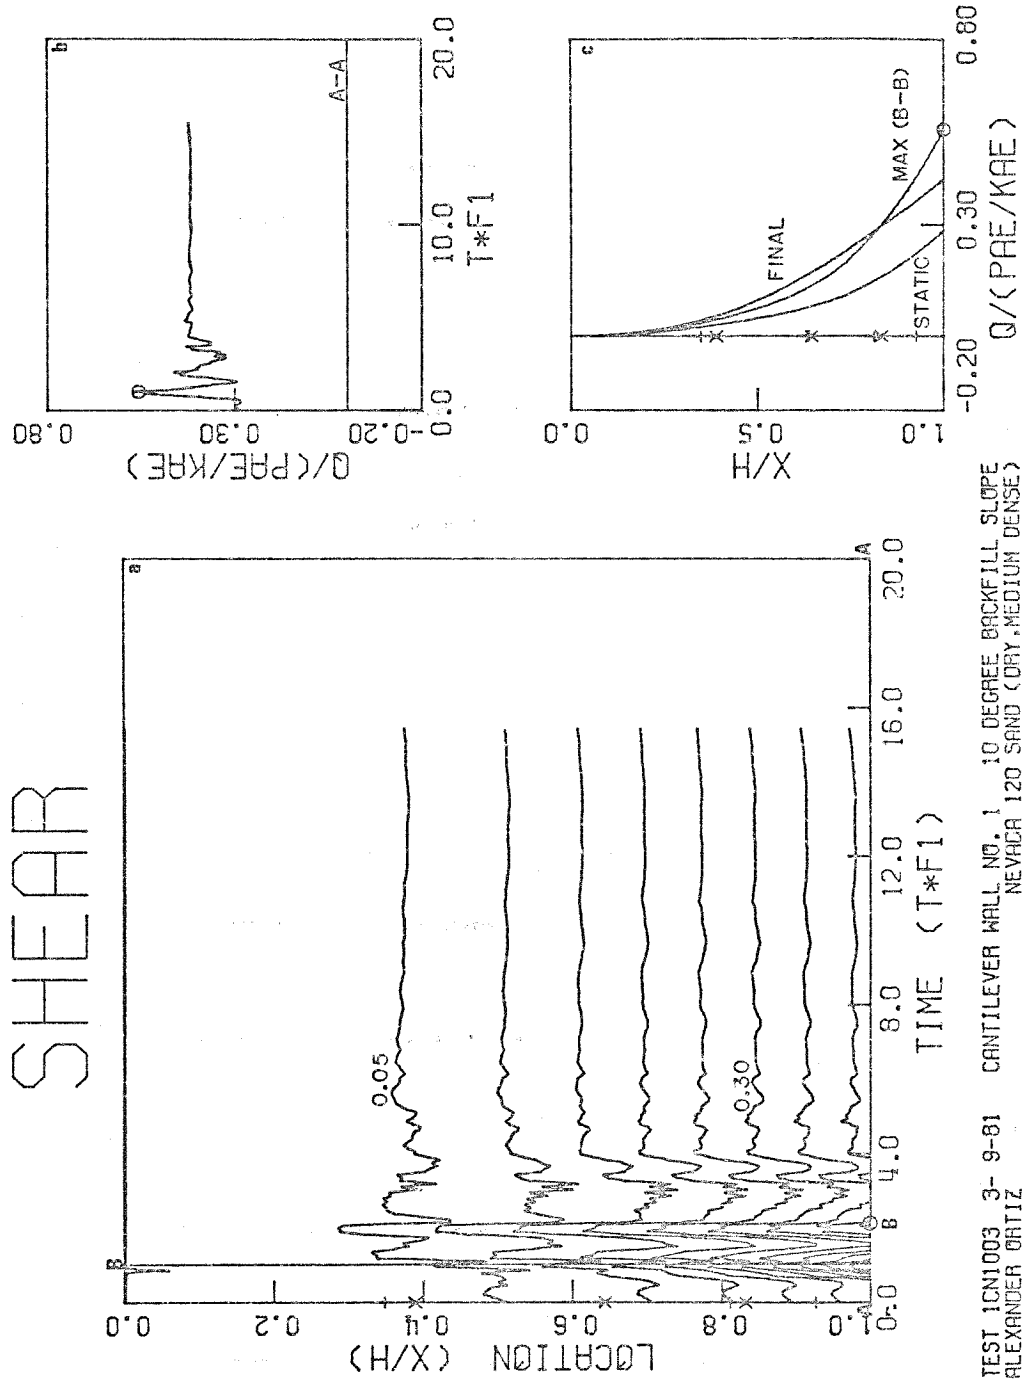 SHEAR
a
LOCATION (X/H)
0.0
0.2
0.4
0.6
0.8
1.0
B
B
A
A
0.05
0.30
0.0
4.0
8.0
12.0
16.0
20.0
TIME (T*F1)
b
Q/(PAE/KAE)
0.80
0.30
-0.20
A-A
0.0
10.0
20.0
T*F1
c
X/H
0.0
0.5
1.0
FINAL
MAX (B-B)
STATIC
-0.20
0.30
0.80
Q/(PAE/KAE)
TEST 1CN1003 3- 9-81 CANTILEVER WALL NO. 1 10 DEGREE BACKFILL SLOPE
ALEXANDER ORTIZ NEVADA 120 SAND (DRY,MEDIUM DENSE)